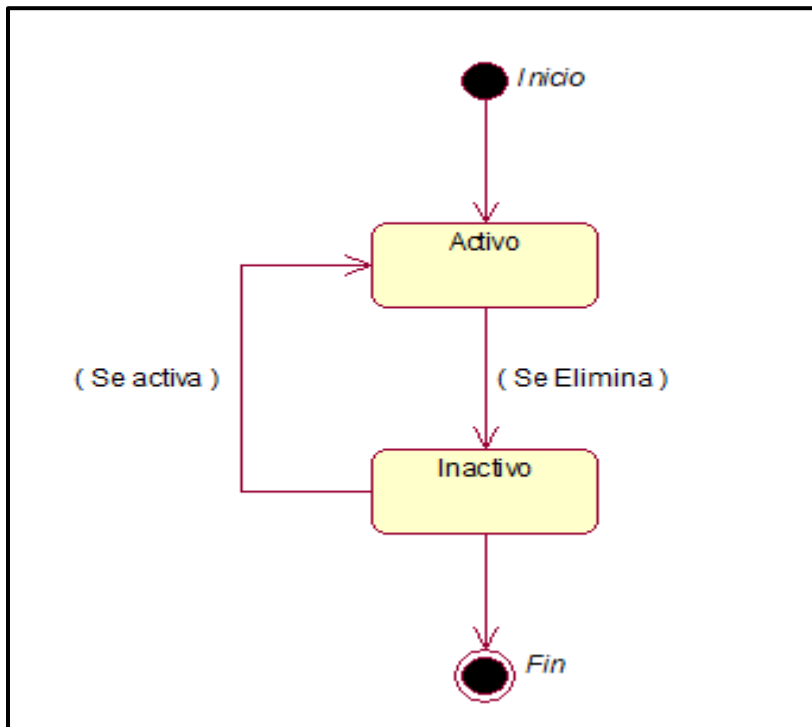 Inicio
Activo
( Se activa )
( Se Elimina )
Inactivo
Fin